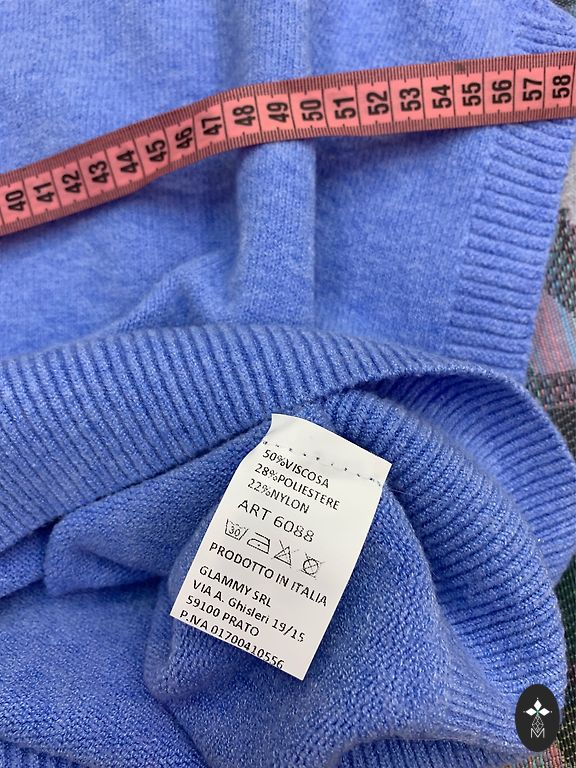 40 41 42 43 44 45 46 47 48 49 50 51 52 53 54 55 56 57 58
50%VISCOSA
28%POLIESTERE
22%NYLON
ART 6088
30
PRODOTTO IN ITALIA
GLAMMY SRL
VIA A. Ghisleri 19/15
59100 PRATO
P.IVA 01700410556
M